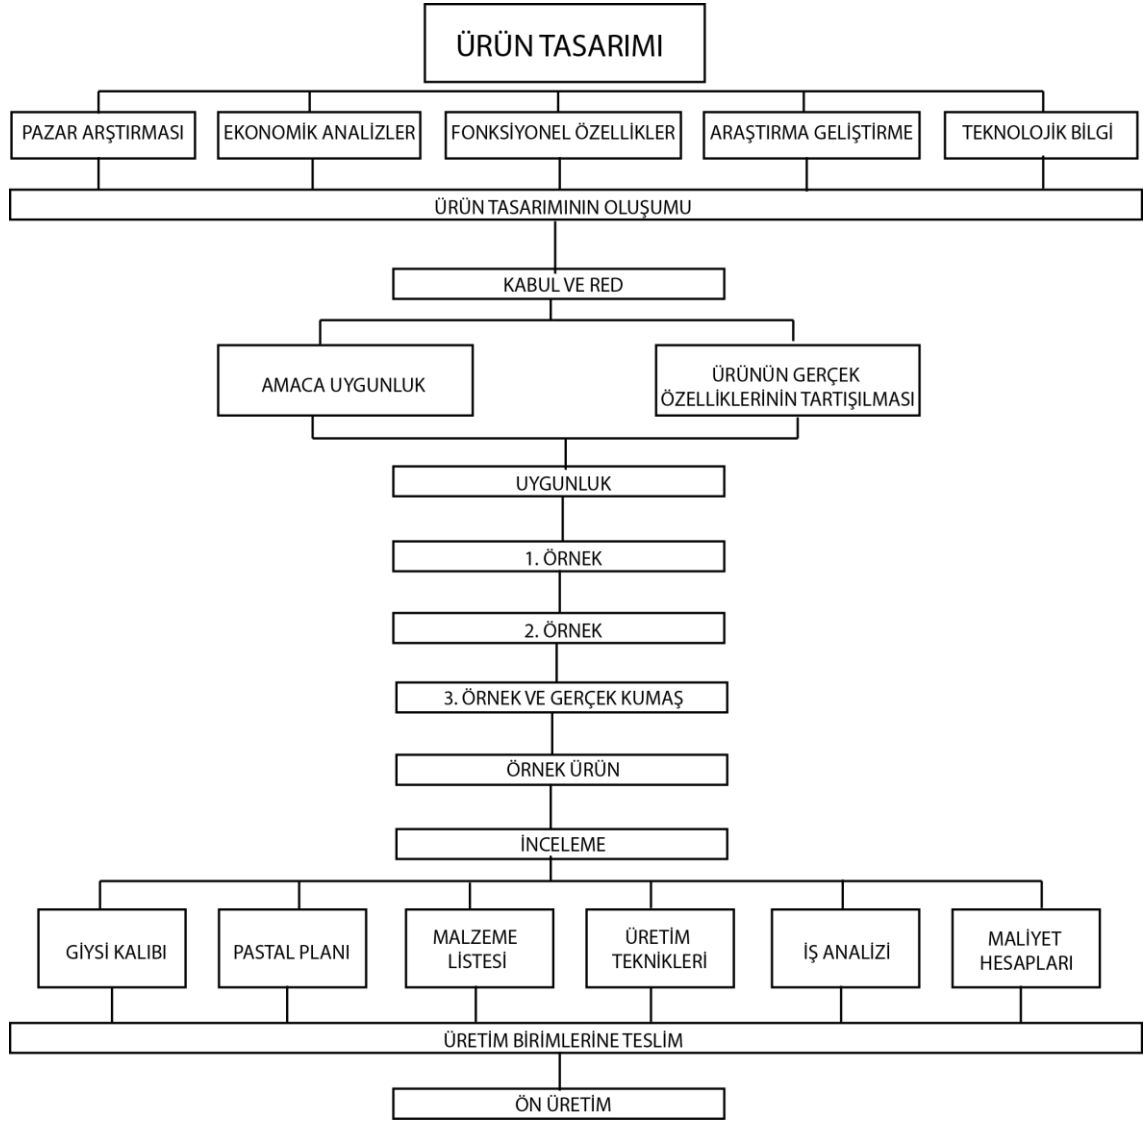 ÜRÜN TASARIMI
PAZAR ARŞTIRMASI
EKONOMİK ANALİZLER
FONKSİYONEL ÖZELLİKLER
ARAŞTIRMA GELİŞTİRME
TEKNOLOJİK BİLGİ
ÜRÜN TASARIMININ OLUŞUMU
KABUL VE RED
AMACA UYGUNLUK
ÜRÜNÜN GERÇEK
ÖZELLİKLERİNİN TARTIŞILMASI
UYGUNLUK
1. ÖRNEK
2. ÖRNEK
3. ÖRNEK VE GERÇEK KUMAŞ
ÖRNEK ÜRÜN
İNCELEME
GİYSİ KALIBI
PASTAL PLANI
MALZEME
LİSTESİ
ÜRETİM
TEKNİKLERİ
İŞ ANALİZİ
MALİYET
HESAPLARI
ÜRETİM BİRİMLERİNE TESLİM
ÖN ÜRETİM